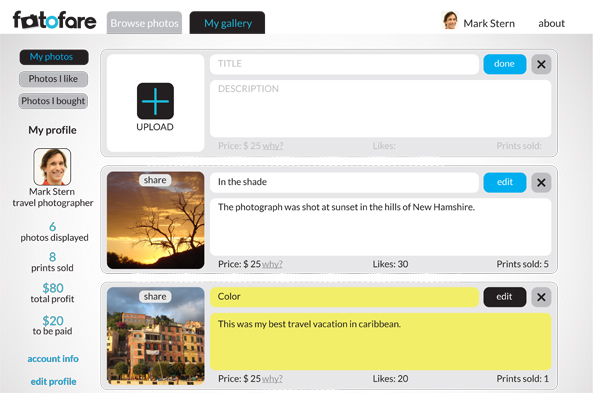 fotofare
Browse photos
My gallery
Mark Stern
about
My photos
Photos I like
Photos I bought
My profile
Mark Stern
travel photographer
6
photos displayed
8
prints sold
$80
total profit
$20
to be paid
account info
edit profile
TITLE
done
DESCRIPTION
UPLOAD
Price: $ 25 why?
Likes:
Prints sold:
share
In the shade
edit
The photograph was shot at sunset in the hills of New Hamshire.
Price: $ 25 why?
Likes: 30
Prints sold: 5
share
Color
edit
This was my best travel vacation in caribbean.
Price: $ 25 why?
Likes: 20
Prints sold: 1